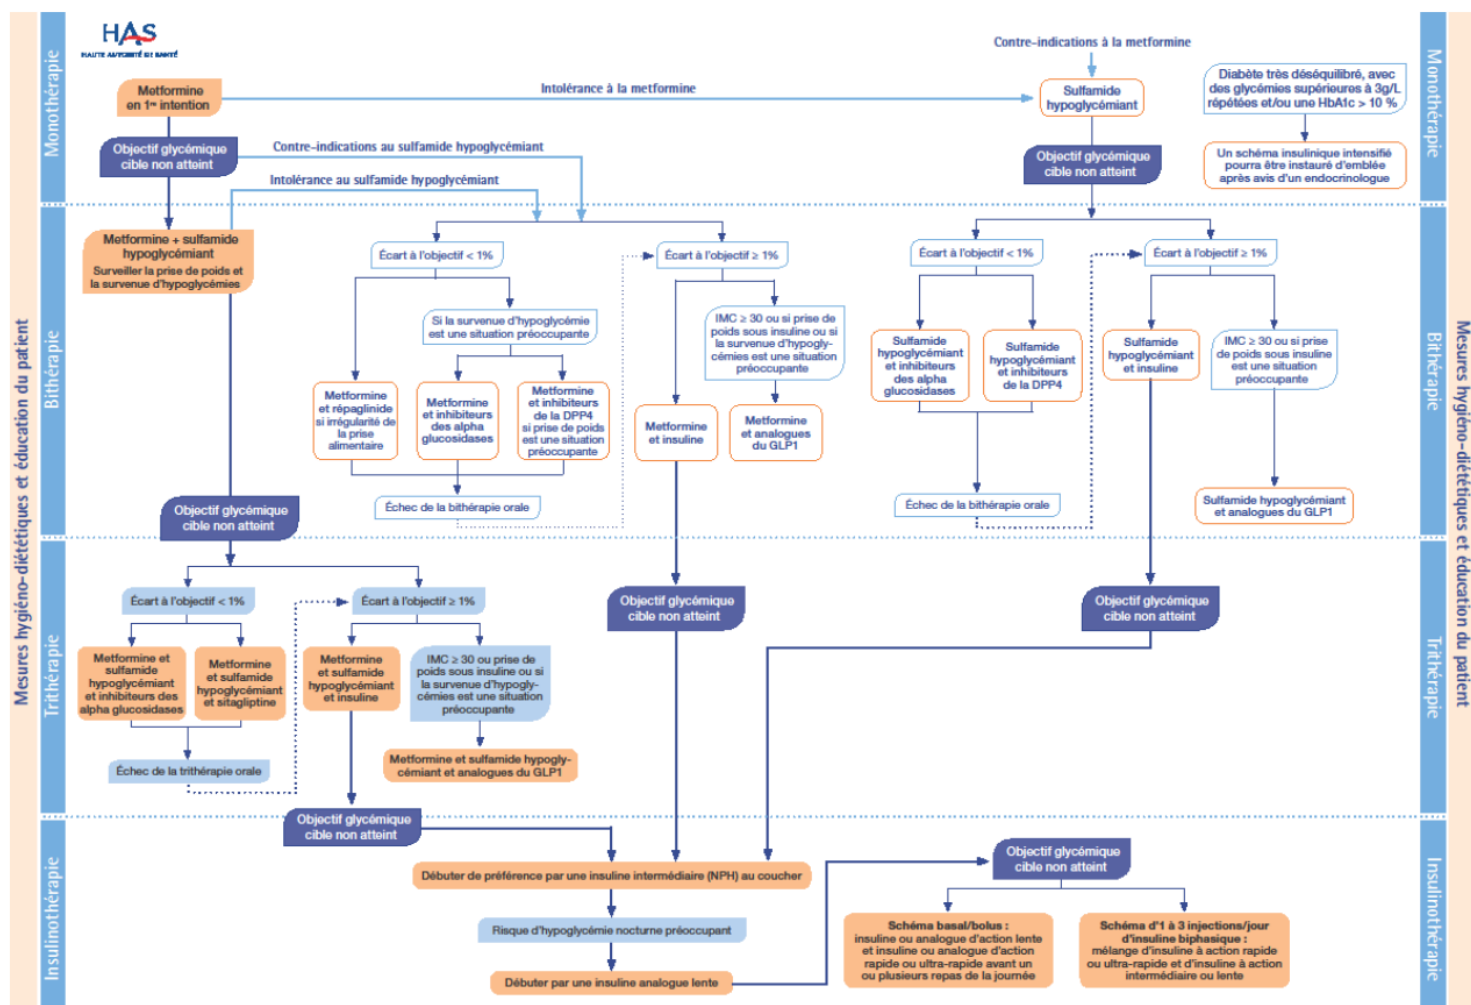 HAS
HAUTE AUTORITÉ DE SANTÉ
Mesures hygiéno-diététiques et éducation du patient
Monothérapie
Contre-indications à la metformine
Metformine
en 1re intention
Intolérance à la metformine
Sulfamide
hypoglycémiant
Diabète très déséquilibré, avec
des glycémies supérieures à 3g/L
répétées et/ou une HbA1c > 10 %
Objectif glycémique
cible non atteint
Contre-indications au sulfamide hypoglycémiant
Intolérance au sulfamide hypoglycémiant
Objectif glycémique
cible non atteint
Un schéma insulinique intensifié
pourra être instauré d'emblée
après avis d'un endocrinologue
Monothérapie
Bithérapie
Metformine + sulfamide
hypoglycémiant
Surveiller la prise de poids et
la survenue d'hypoglycémies
Écart à l'objectif < 1%
Écart à l'objectif ≥ 1%
Écart à l'objectif < 1%
Écart à l'objectif ≥ 1%
Si la survenue d'hypoglycémie
est une situation préoccupante
IMC ≥ 30 ou si prise de
poids sous insuline ou si
la survenue d'hypogly-
cémies est une situation
préoccupante
Sulfamide
hypoglycémiant
et inhibiteurs
des alpha
glucosidases
Sulfamide
hypoglycémiant
et inhibiteurs
de la DPP4
Sulfamide
hypoglycémiant
et insuline
IMC ≥ 30 ou si prise
de poids sous insuline
est une situation
préoccupante
Metformine
et répaglinide
si irrégularité de
la prise
alimentaire
Metformine
et inhibiteurs
des alpha
glucosidases
Metformine
et inhibiteurs
de la DPP4
si prise de poids
est une situation
préoccupante
Metformine
et insuline
Metformine
et analogues
du GLP1
Échec de la bithérapie orale
Échec de la bithérapie orale
Sulfamide hypoglycémiant
et analogues du GLP1
Objectif glycémique
cible non atteint
Bithérapie
Mesures hygiéno-diététiques et éducation du patient
Trithérapie
Écart à l'objectif < 1%
Écart à l'objectif ≥ 1%
Objectif glycémique
cible non atteint
Objectif glycémique
cible non atteint
Metformine et
sulfamide
hypoglycémiant
et inhibiteurs des
alpha glucosidases
Metformine
et sulfamide
hypoglycémiant
et sitagliptine
Metformine
et sulfamide
hypoglycémiant
et insuline
IMC ≥ 30 ou prise de
poids sous insuline ou si
la survenue d'hypogly-
cémies est une situation
préoccupante
Échec de la trithérapie orale
Metformine et sulfamide hypogly-
cémiant et analogues du GLP1
Trithérapie
Insulinothérapie
Objectif glycémique
cible non atteint
Débuter de préférence par une insuline intermédiaire (NPH) au coucher
Risque d'hypoglycémie nocturne préoccupant
Débuter par une insuline analogue lente
Objectif glycémique
cible non atteint
Schéma basal/bolus :
insuline ou analogue d'action lente
et insuline ou analogue d'action
rapide ou ultra-rapide avant un
ou plusieurs repas de la journée
Schéma d'1 à 3 injections/jour
d'insuline biphasique :
mélange d'insuline à action rapide
ou ultra-rapide et d'insuline à action
intermédiaire ou lente
Insulinothérapie